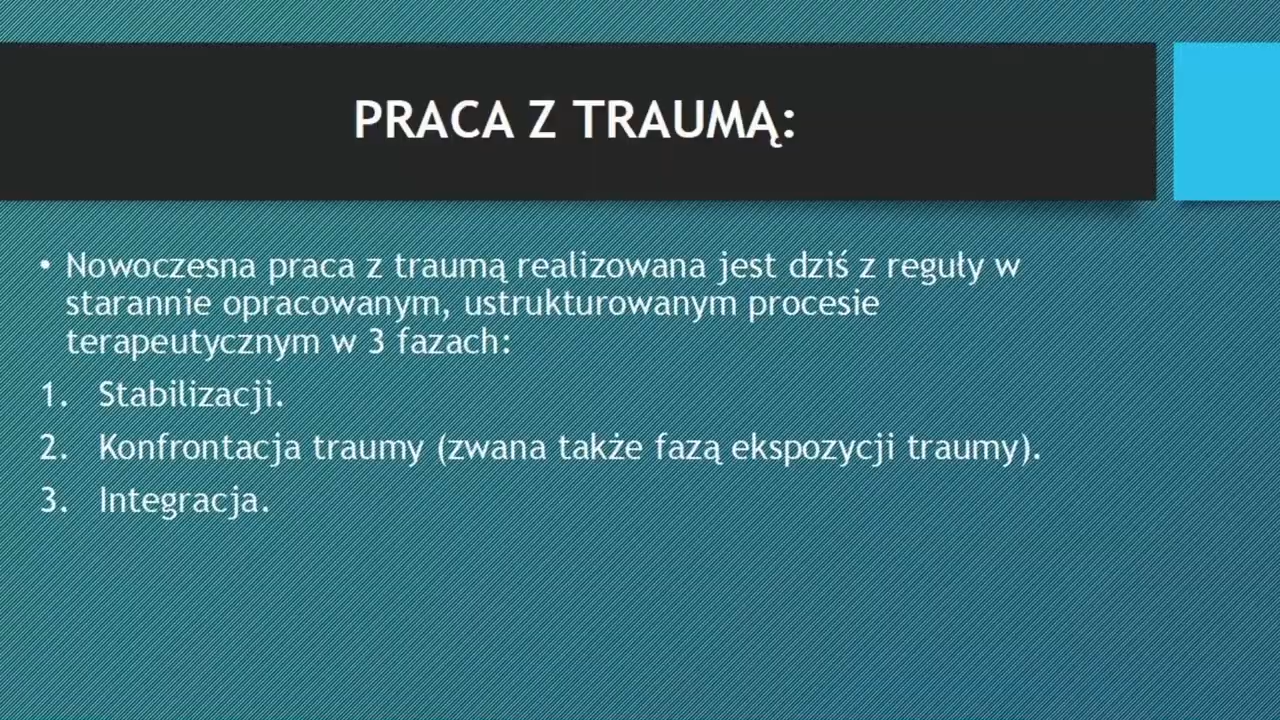 PRACA Z TRAUMĄ:
• Nowoczesna praca z traumą realizowana jest dziś z reguły w
starannie opracowanym, ustrukturowanym procesie
terapeutycznym w 3 fazach:
1. Stabilizacji.
2. Konfrontacja traumy (zwana także fazą ekspozycji traumy).
3. Integracja.